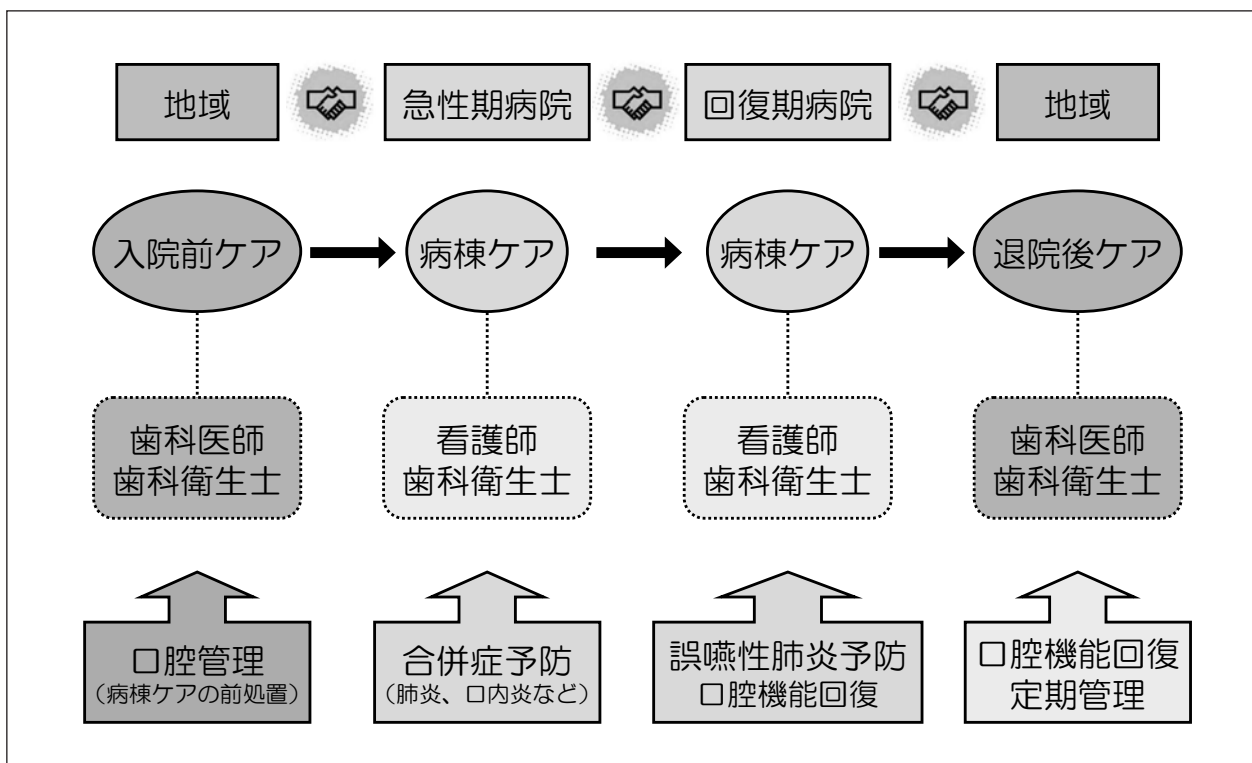 地域
急性期病院
回復期病院
地域
入院前ケア
病棟ケア
病棟ケア
退院後ケア
歯科医師
歯科衛生士
看護師
歯科衛生士
看護師
歯科衛生士
歯科医師
歯科衛生士
口腔管理
（病棟ケアの前処置）
合併症予防
（肺炎、口内炎など）
誤嚥性肺炎予防
口腔機能回復
口腔機能回復
定期管理